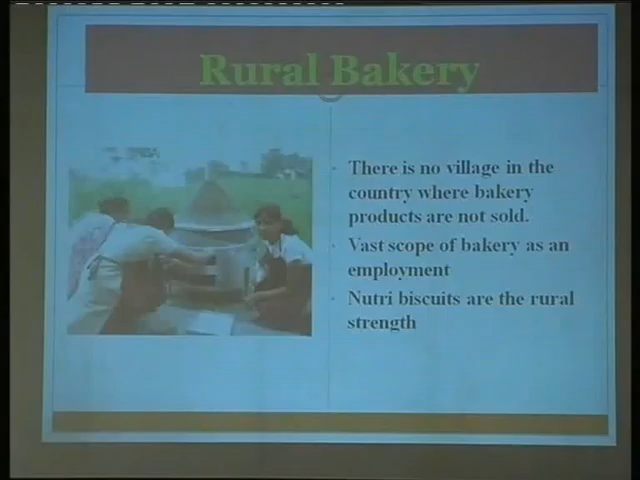 Rural Bakery
There is no village in the
country where bakery
products are not sold.
Vast scope of bakery as an
employment
Nutri biscuits are the rural
strength